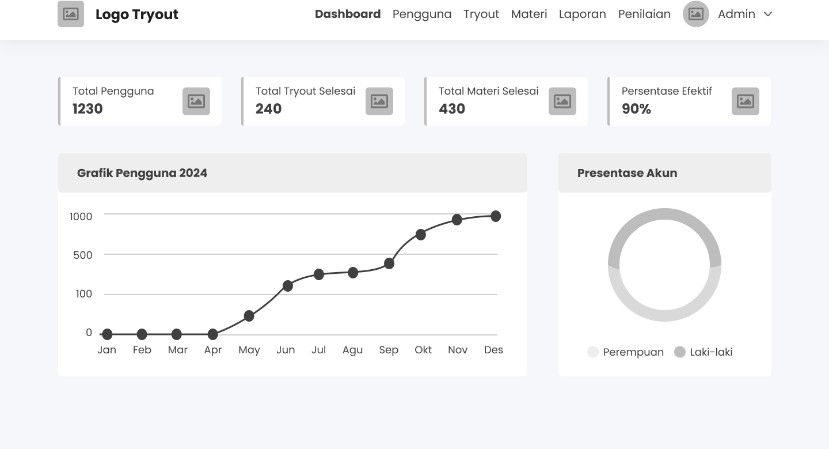 Logo Tryout
Dashboard Pengguna Tryout Materi Laporan Penilaian Admin
Total Pengguna
1230
Total Tryout Selesai
240
Total Materi Selesai
430
Persentase Efektif
90%
Grafik Pengguna 2024
1000
500
100
0
Jan Feb Mar Apr May Jun Jul Agu Sep Okt Nov Des
Presentase Akun
Perempuan Laki-laki